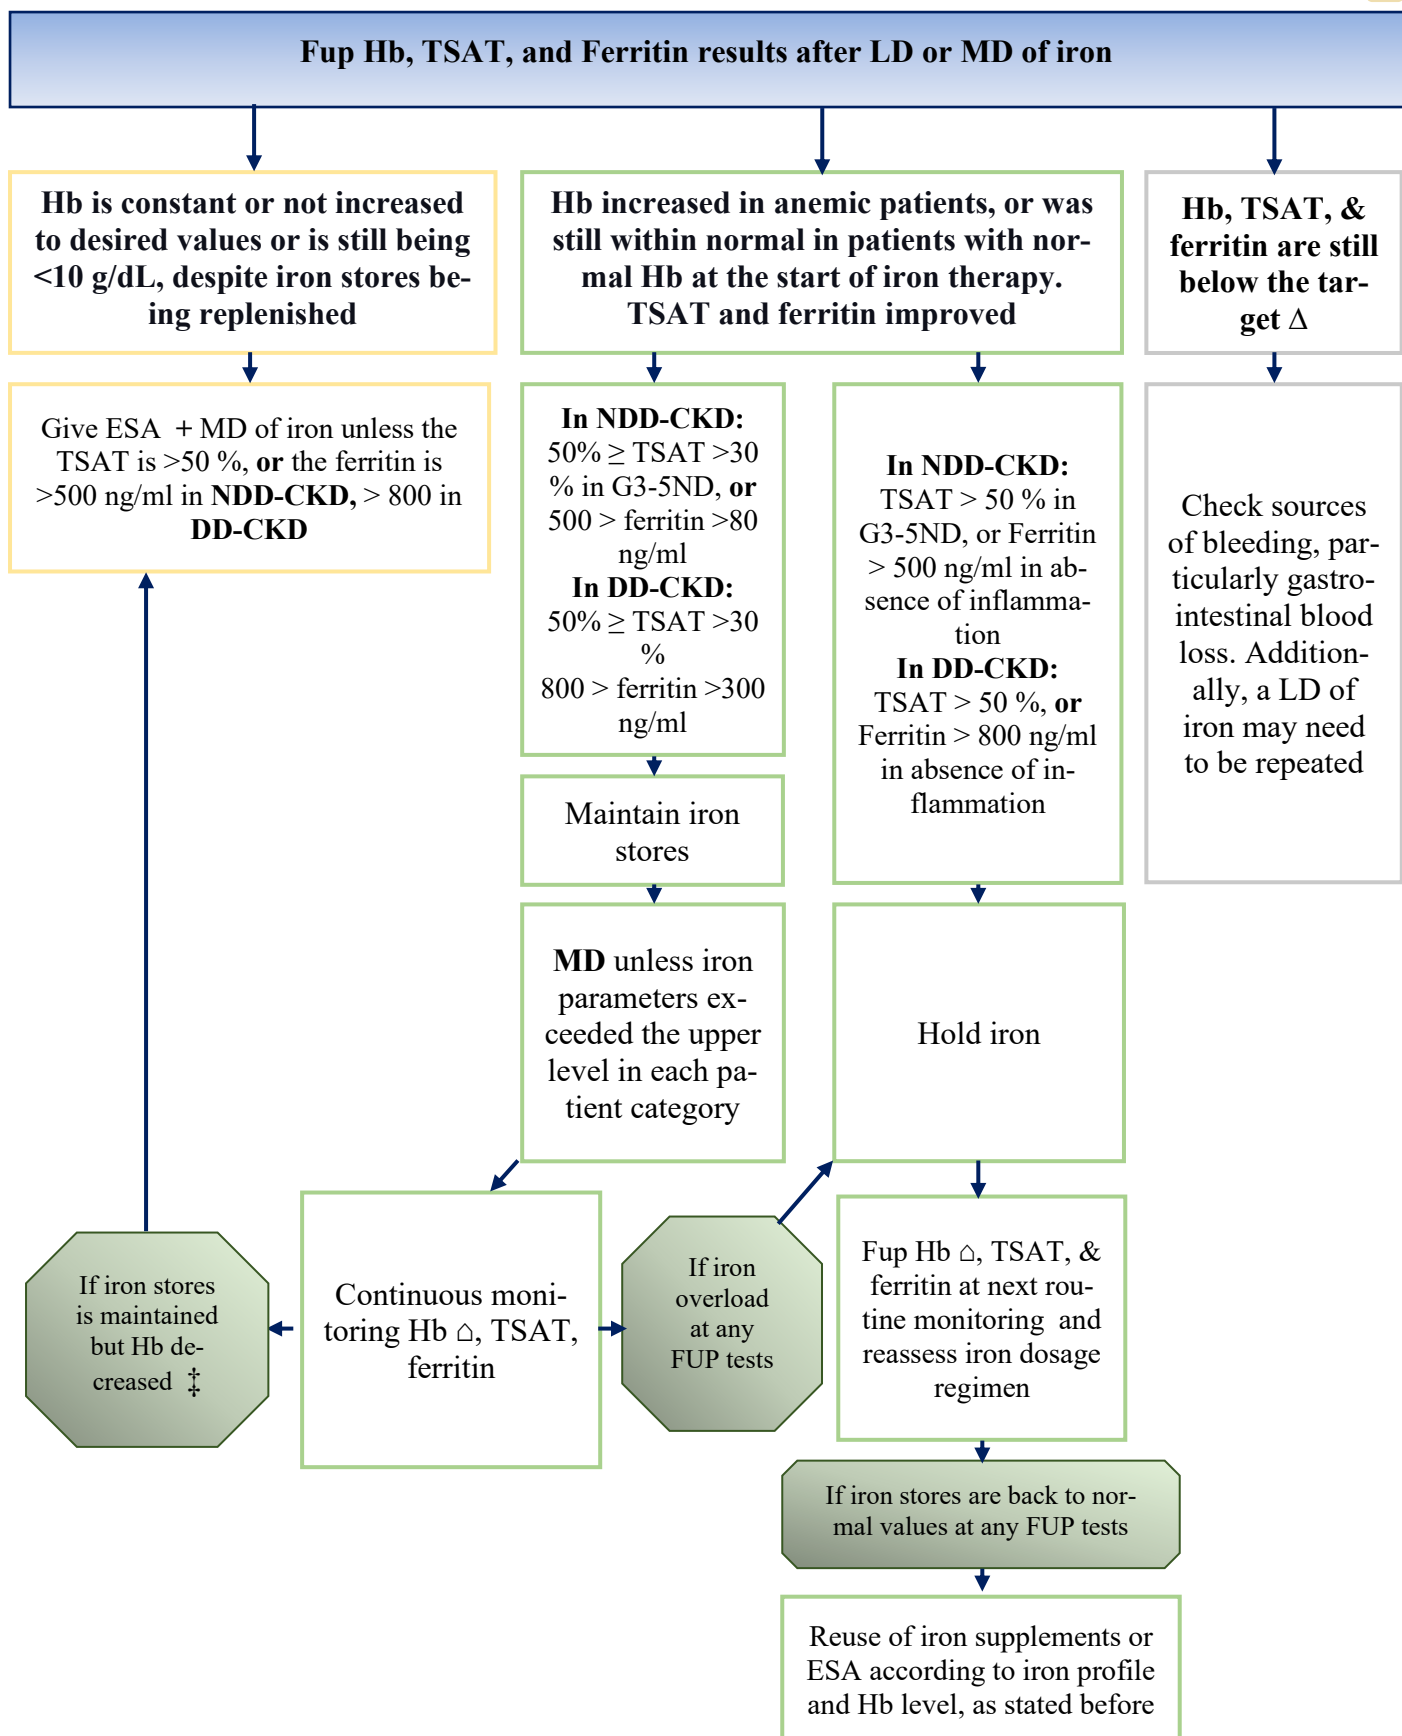 Fup Hb, TSAT, and Ferritin results after LD or MD of iron
Hb is constant or not increased
to desired values or is still being
<10 g/dL, despite iron stores be-
ing replenished
Hb increased in anemic patients, or was
still within normal in patients with nor-
mal Hb at the start of iron therapy.
TSAT and ferritin improved
Hb, TSAT, &
ferritin are still
below the tar-
get ∆
Give ESA + MD of iron unless the
TSAT is >50 %, or the ferritin is
>500 ng/ml in NDD-CKD, > 800 in
DD-CKD
In NDD-CKD:
50% ≥ TSAT >30
% in G3-5ND, or
500 > ferritin >80
ng/ml
In DD-CKD:
50% ≥ TSAT >30
%
800 > ferritin >300
ng/ml
In NDD-CKD:
TSAT > 50 % in
G3-5ND, or Ferritin
> 500 ng/ml in ab-
sence of inflamma-
tion
In DD-CKD:
TSAT > 50 %, or
Ferritin > 800 ng/ml
in absence of in-
flammation
Check sources
of bleeding, par-
ticularly gastro-
intestinal blood
loss. Addition-
ally, a LD of
iron may need
to be repeated
Maintain iron
stores
MD unless iron
parameters ex-
ceeded the upper
level in each pa-
tient category
Hold iron
If iron stores
is maintained
but Hb de-
creased ‡
Continuous moni-
toring Hb ⌂, TSAT,
ferritin
If iron
overload
at any
FUP tests
Fup Hb ⌂, TSAT, &
ferritin at next rou-
tine monitoring and
reassess iron dosage
regimen
If iron stores are back to nor-
mal values at any FUP tests
Reuse of iron supplements or
ESA according to iron profile
and Hb level, as stated before